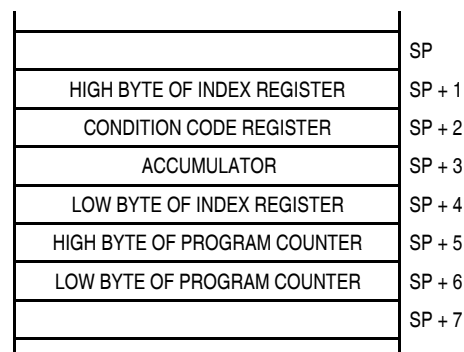 SP
HIGH BYTE OF INDEX REGISTER SP + 1
CONDITION CODE REGISTER SP + 2
ACCUMULATOR SP + 3
LOW BYTE OF INDEX REGISTER SP + 4
HIGH BYTE OF PROGRAM COUNTER SP + 5
LOW BYTE OF PROGRAM COUNTER SP + 6
SP + 7